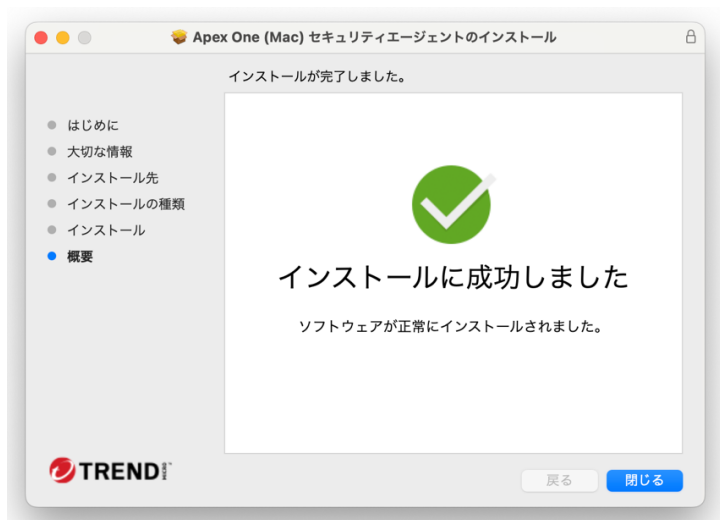 Apex One (Mac) セキュリティエージェントのインストール
インストールが完了しました。
はじめに
大切な情報
インストール先
インストールの種類
インストール
概要
インストールに成功しました
ソフトウェアが正常にインストールされました。
TREND MICRO™
戻る
閉じる